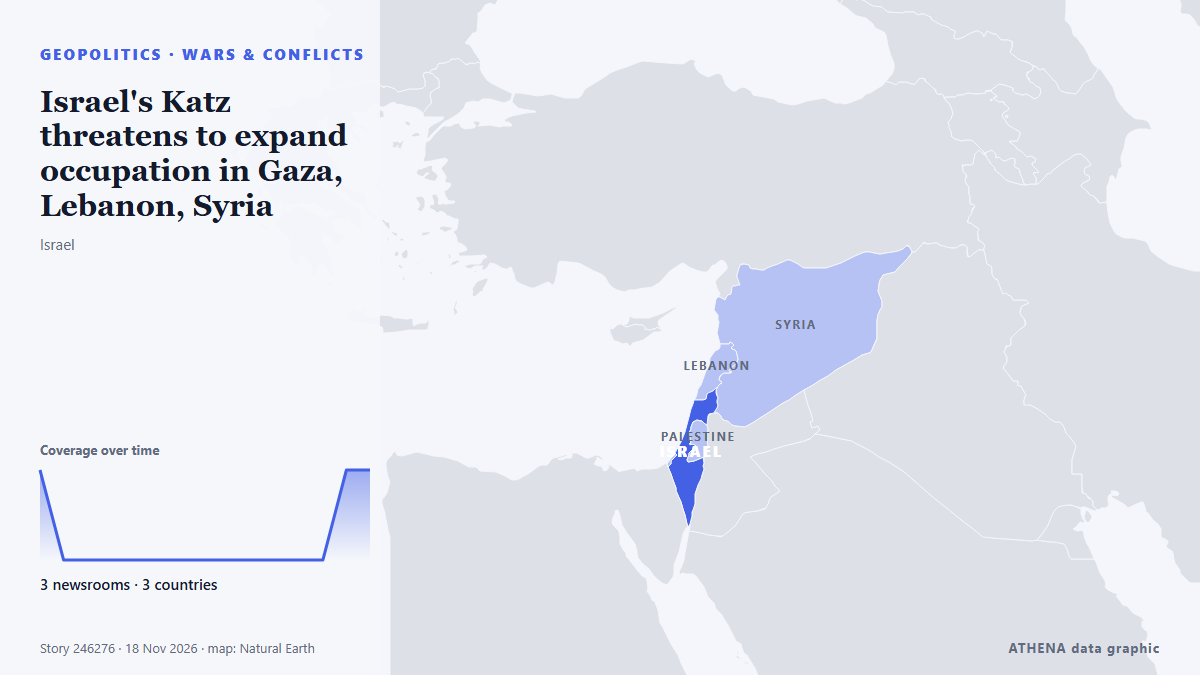 GEOPOLITICS · WARS & CONFLICTS
Israel's Katz
threatens to expand
occupation in Gaza,
Lebanon, Syria
Israel
SYRIA
LEBANON
PALESTINE
ISRAEL
Coverage over time
3 newsrooms · 3 countries
Story 246276 · 18 Nov 2026 · map: Natural Earth
ATHENA data graphic